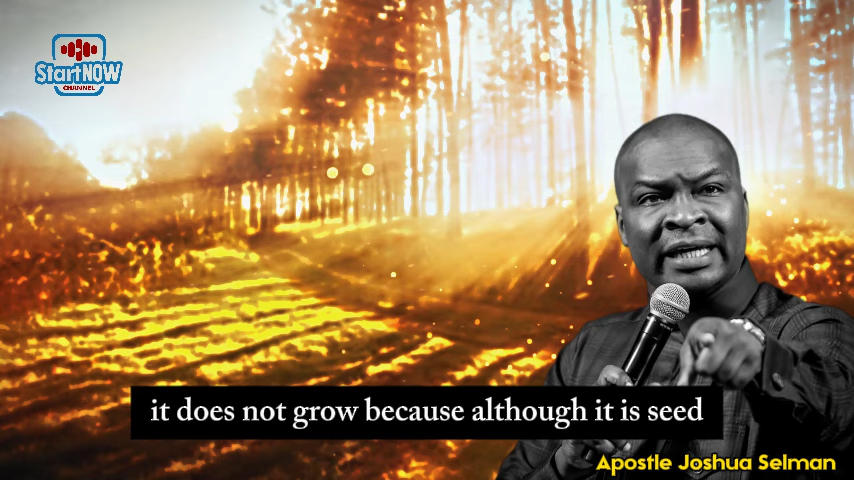 StartNOW
CHANNEL
it does not grow because although it is seed
Apostle Joshua Selman